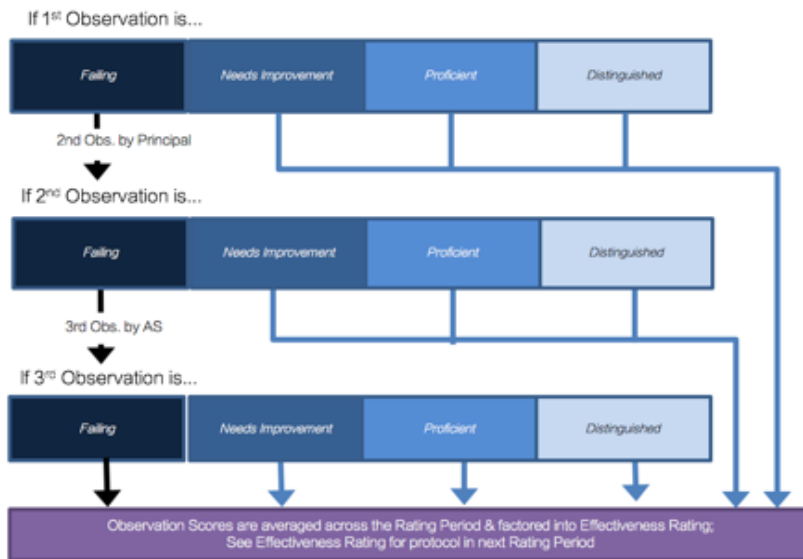 If 1st Observation is...
Failing Needs Improvement Proficient Distinguished
2nd Obs. by Principal
If 2nd Observation is...
Failing Needs Improvement Proficient Distinguished
3rd Obs. by AS
If 3rd Observation is...
Failing Needs Improvement Proficient Distinguished
Observation Scores are averaged across the Rating Period & factored into Effectiveness Rating;
See Effectiveness Rating for protocol in next Rating Period